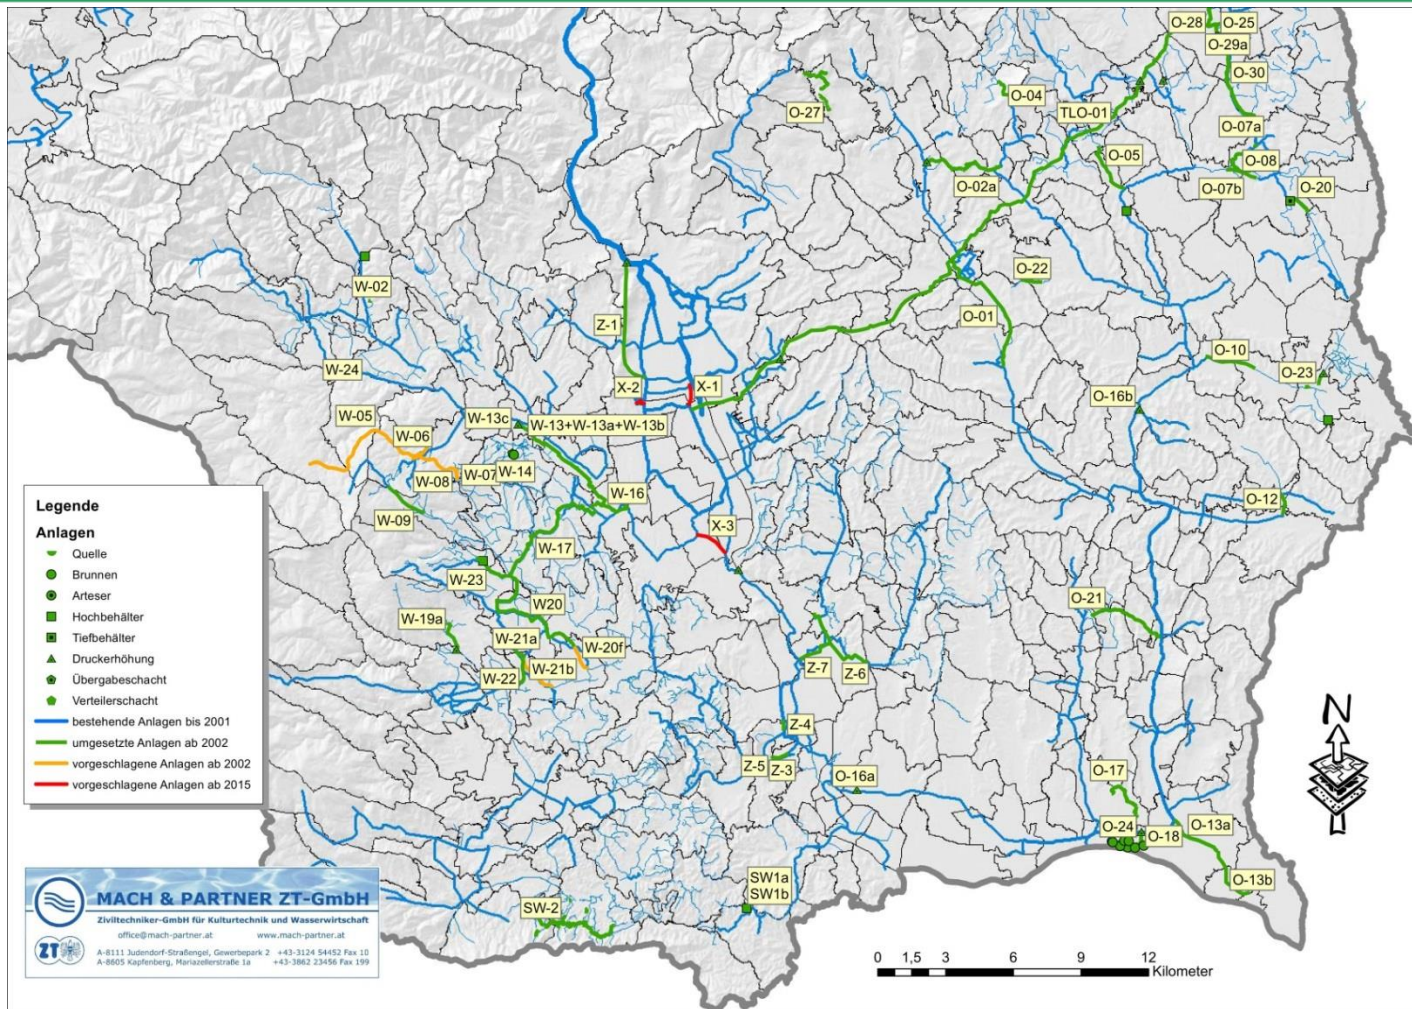 O-28
O-25
O-29a
O-30
O-27
O-04
TLO-01
O-07a
O-05
O-08
O-02a
O-07b
O-20
W-02
O-22
Z-1
O-01
W-24
X-2
X-1
O-10
O-23
W-05
W-13c
W-13+W-13a+W-13b
O-16b
W-06
W-08
W-07
W-14
W-16
O-12
W-09
X-3
W-17
W-23
W20
O-21
W-19a
W-21a
W-20f
W-22
W-21b
Z-7
Z-6
Z-4
Z-5
Z-3
O-16a
O-17
O-24
O-18
O-13a
O-13b
SW1a
SW1b
SW-2
Legende
Anlagen
Quelle
Brunnen
Arteser
Hochbehälter
Tiefbehälter
Druckerhöhung
Übergabeschacht
Verteilerschacht
bestehende Anlagen bis 2001
umgesetzte Anlagen ab 2002
vorgeschlagene Anlagen ab 2002
vorgeschlagene Anlagen ab 2015
N
MACH & PARTNER ZT-GmbH
Ziviltechniker-GmbH für Kulturtechnik und Wasserwirtschaft
office@mach-partner.at www.mach-partner.at
ZT
A-8111 Judendorf-Straßengel, Gewerbepark 2 +43-3124 54452 Fax 10
A-8605 Kapfenberg, Mariazellerstraße 1a +43-3862 23456 Fax 199
0 1,5 3 6 9 12
Kilometer